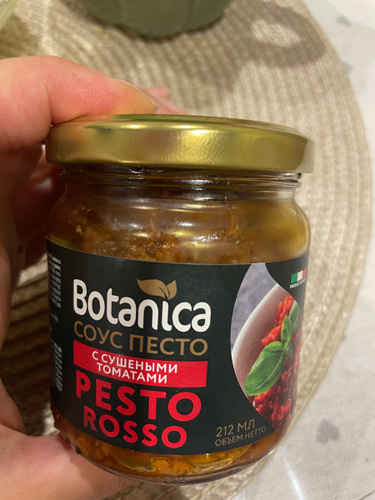 Botanica
СОУС ПЕСТО
С СУШЕНЫМИ
ТОМАТАМИ
PESTO
ROSSO
212 МЛ
ОБЪЕМ НЕТТО